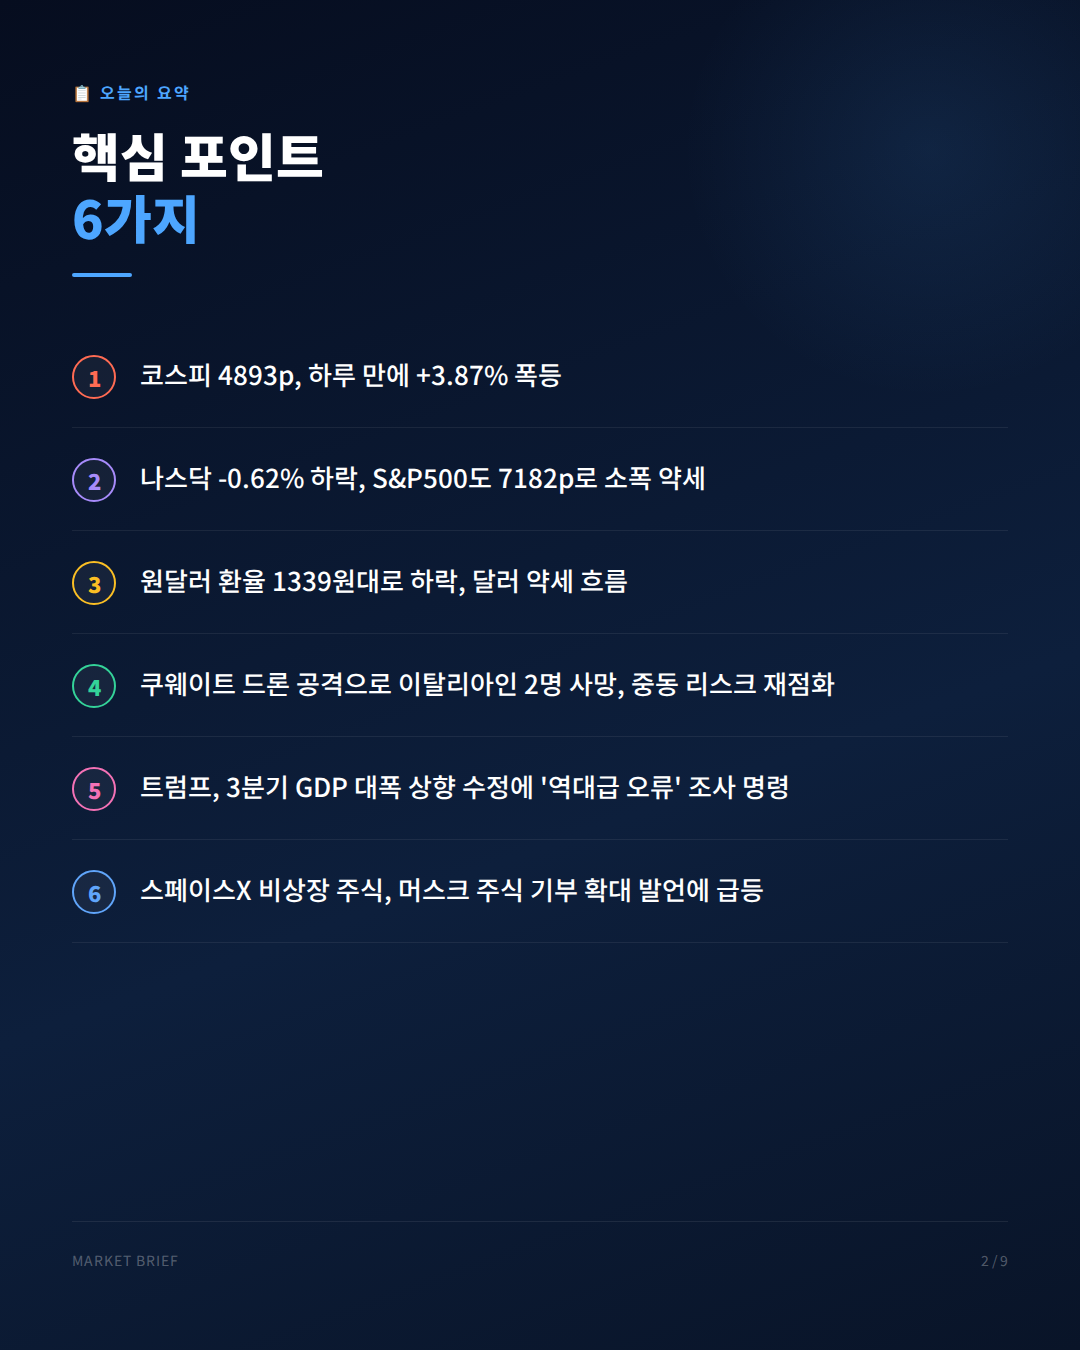 📋 오늘의 요약
핵심 포인트
6가지
1 코스피 4893p, 하루 만에 +3.87% 폭등
2 나스닥 -0.62% 하락, S&P500도 7182p로 소폭 약세
3 원달러 환율 1339원대로 하락, 달러 약세 흐름
4 쿠웨이트 드론 공격으로 이탈리아인 2명 사망, 중동 리스크 재점화
5 트럼프, 3분기 GDP 대폭 상향 수정에 '역대급 오류' 조사 명령
6 스페이스X 비상장 주식, 머스크 주식 기부 확대 발언에 급등
MARKET BRIEF
2 / 9